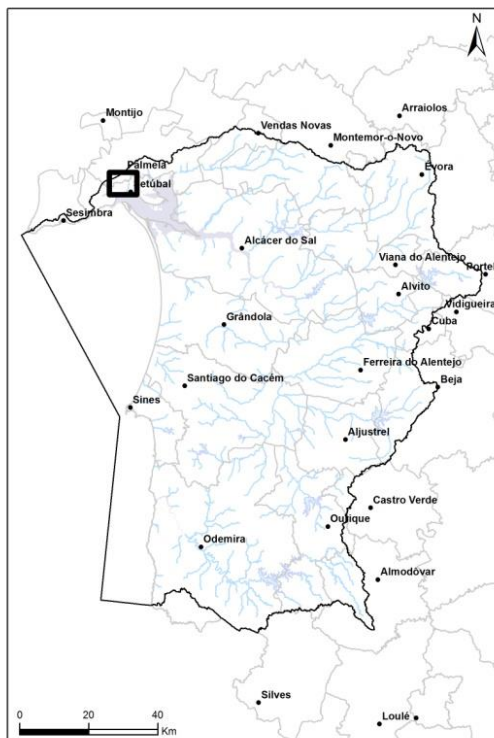 N
Arraiolos
Montijo
Vendas Novas
Montemor-o-Novo
Palmela
Évora
Setúbal
Sesimbra
Alcácer do Sal
Viana do Alentejo
Portel
Alvito
Vidigueira
Grândola
Cuba
Ferreira do Alentejo
Santiago do Cacém
Beja
Sines
Aljustrel
Castro Verde
Ourique
Odemira
Almodôvar
Silves
Loulé
0 20 40
Km